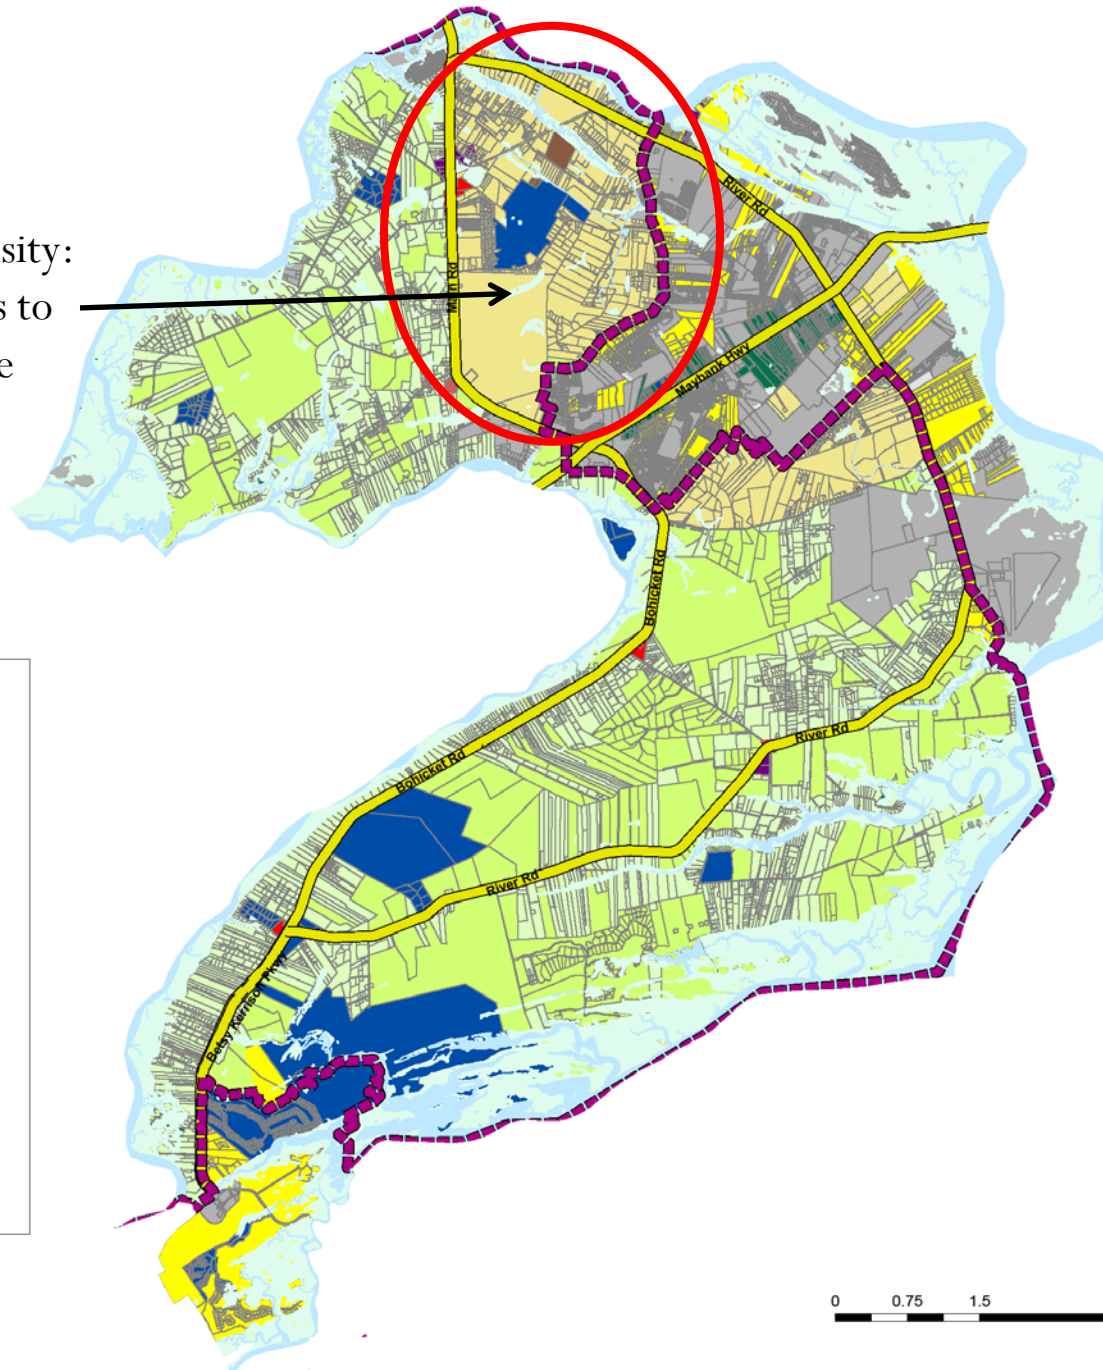 sity:
s to
e
River Rd
Main Rd
Maybank Hwy
Bohicket Rd
Bohicket Rd
River Rd
River Rd
Betsy Kerrison Pkwy
0 0.75 1.5